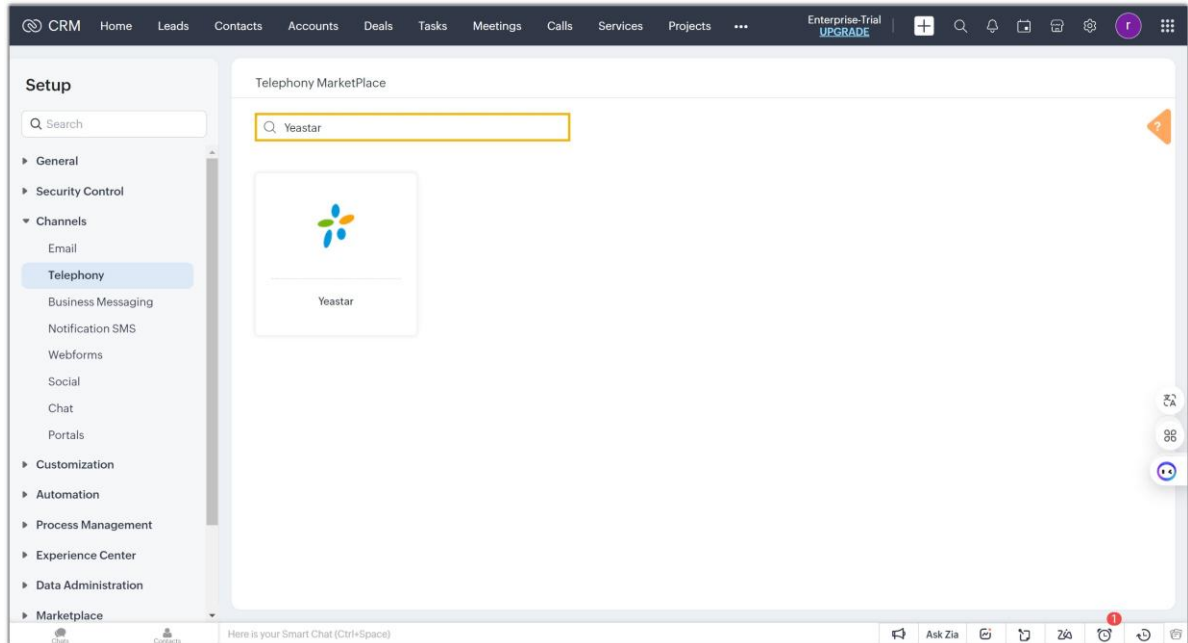 CRM Home Leads Contacts Accounts Deals Tasks Meetings Calls Services Projects ••• Enterprise-Trial
UPGRADE
r
Setup
Search
General
Security Control
Channels
Email
Telephony
Business Messaging
Notification SMS
Webforms
Social
Chat
Portals
Customization
Automation
Process Management
Experience Center
Data Administration
Marketplace
Telephony MarketPlace
Yeastar
Yeastar
?
Chats Contacts Here is your Smart Chat (Ctrl+Space) Ask Zia 1